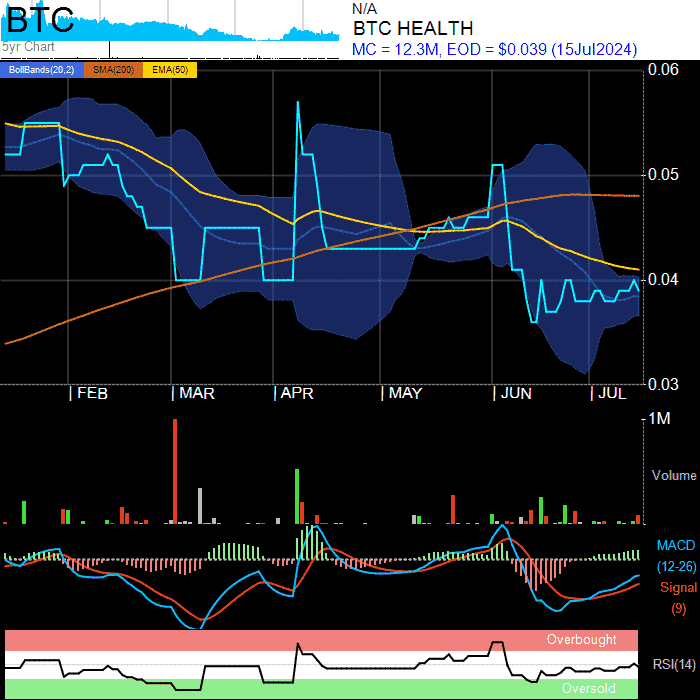 BTC
5yr Chart
N/A
BTC HEALTH
MC = 12.3M, EOD = $0.039 (15Jul2024)
BollBands(20,2) SMA(200) EMA(50)
0.06
0.05
0.04
0.03
FEB MAR APR MAY JUN JUL
1M
Volume
MACD
(12-26)
Signal
(9)
Overbought
RSI(14)
Oversold